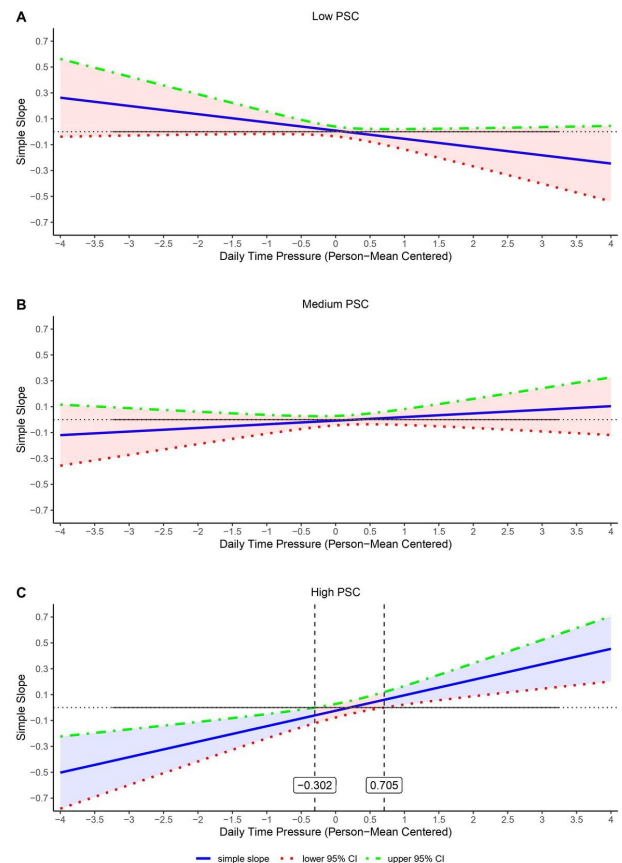 A
Low PSC
0.7
0.5
0.3
0.1
−0.1
−0.3
−0.5
−0.7
Simple Slope
−4 −3.5 −3 −2.5 −2 −1.5 −1 −0.5 0 0.5 1 1.5 2 2.5 3 3.5 4
Daily Time Pressure (Person−Mean Centered)
B
Medium PSC
0.7
0.5
0.3
0.1
−0.1
−0.3
−0.5
−0.7
Simple Slope
−4 −3.5 −3 −2.5 −2 −1.5 −1 −0.5 0 0.5 1 1.5 2 2.5 3 3.5 4
Daily Time Pressure (Person−Mean Centered)
C
High PSC
0.7
0.5
0.3
0.1
−0.1
−0.3
−0.5
−0.7
Simple Slope
−0.302 0.705
−4 −3.5 −3 −2.5 −2 −1.5 −1 −0.5 0 0.5 1 1.5 2 2.5 3 3.5 4
Daily Time Pressure (Person−Mean Centered)
simple slope lower 95% CI upper 95% CI